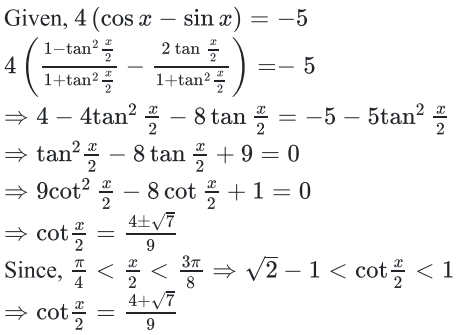 Given, 4 (cos x − sin x) = −5
4 ( (1−tan² x/2)/(1+tan² x/2) − (2 tan x/2)/(1+tan² x/2) ) =− 5
⇒ 4 − 4tan² x/2 − 8 tan x/2 = −5 − 5tan² x/2
⇒ tan² x/2 − 8 tan x/2 + 9 = 0
⇒ 9cot² x/2 − 8 cot x/2 + 1 = 0
⇒ cot x/2 = (4±√7)/9
Since, π/4 < x/2 < 3π/8 ⇒ √2 − 1 < cot x/2 < 1
⇒ cot x/2 = (4+√7)/9